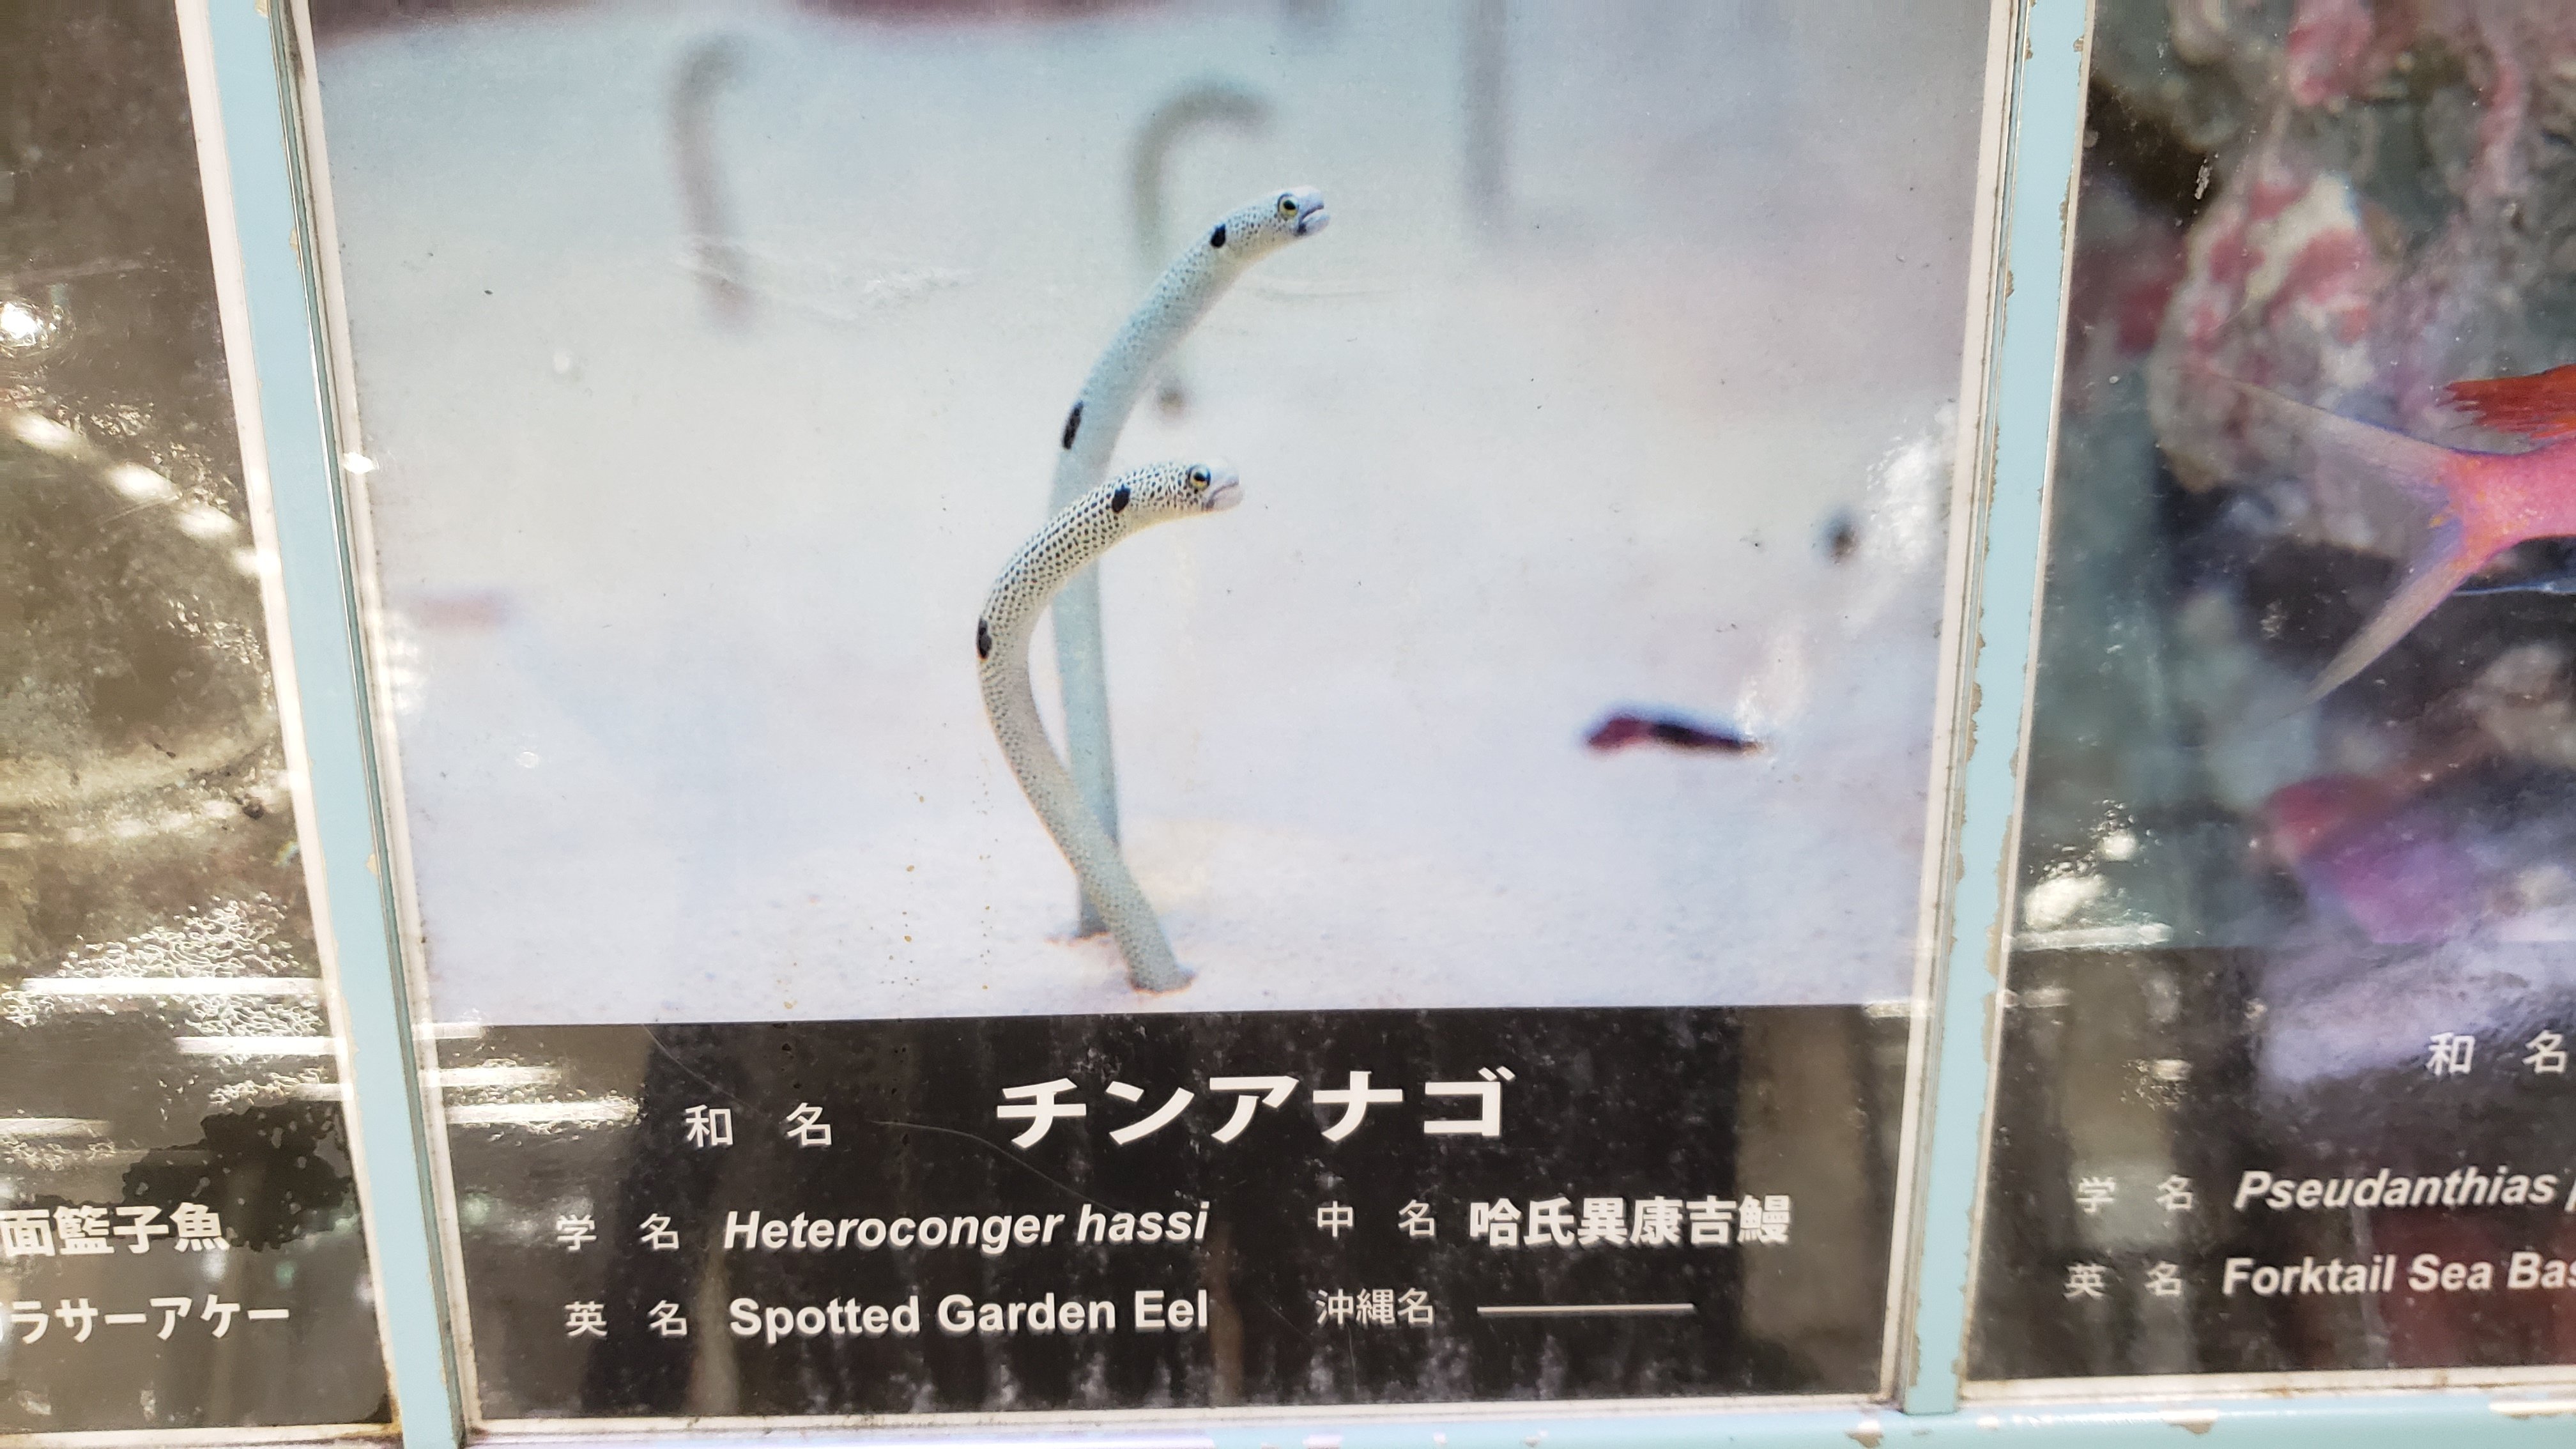 面籃子魚
ラサーアケー
和名 チンアナゴ
学名 Heteroconger hassi
中名 哈氏異康吉鰻
英名 Spotted Garden Eel
沖縄名
和名
学名 Pseudanthias
英名 Forktail Sea Bas